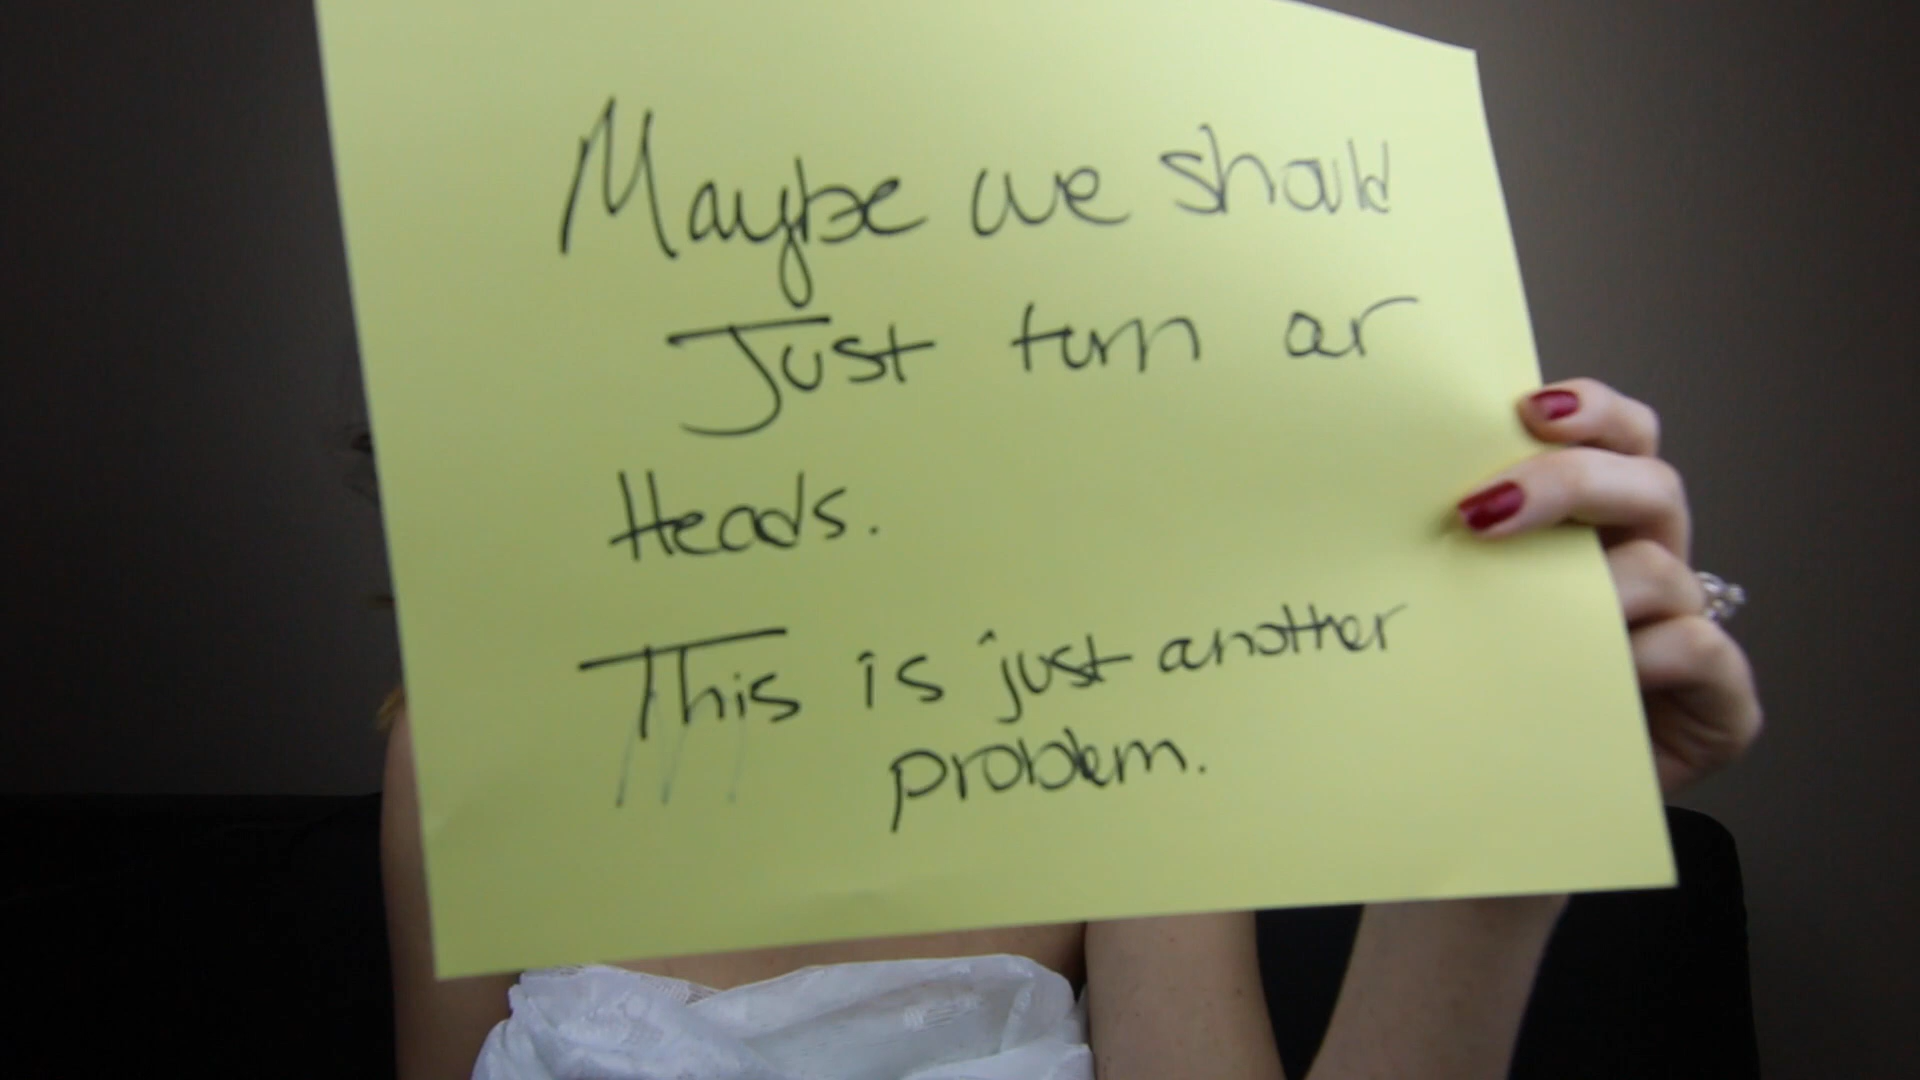 Maybe we should
Just turn our
Heads.
This is just another
problem.